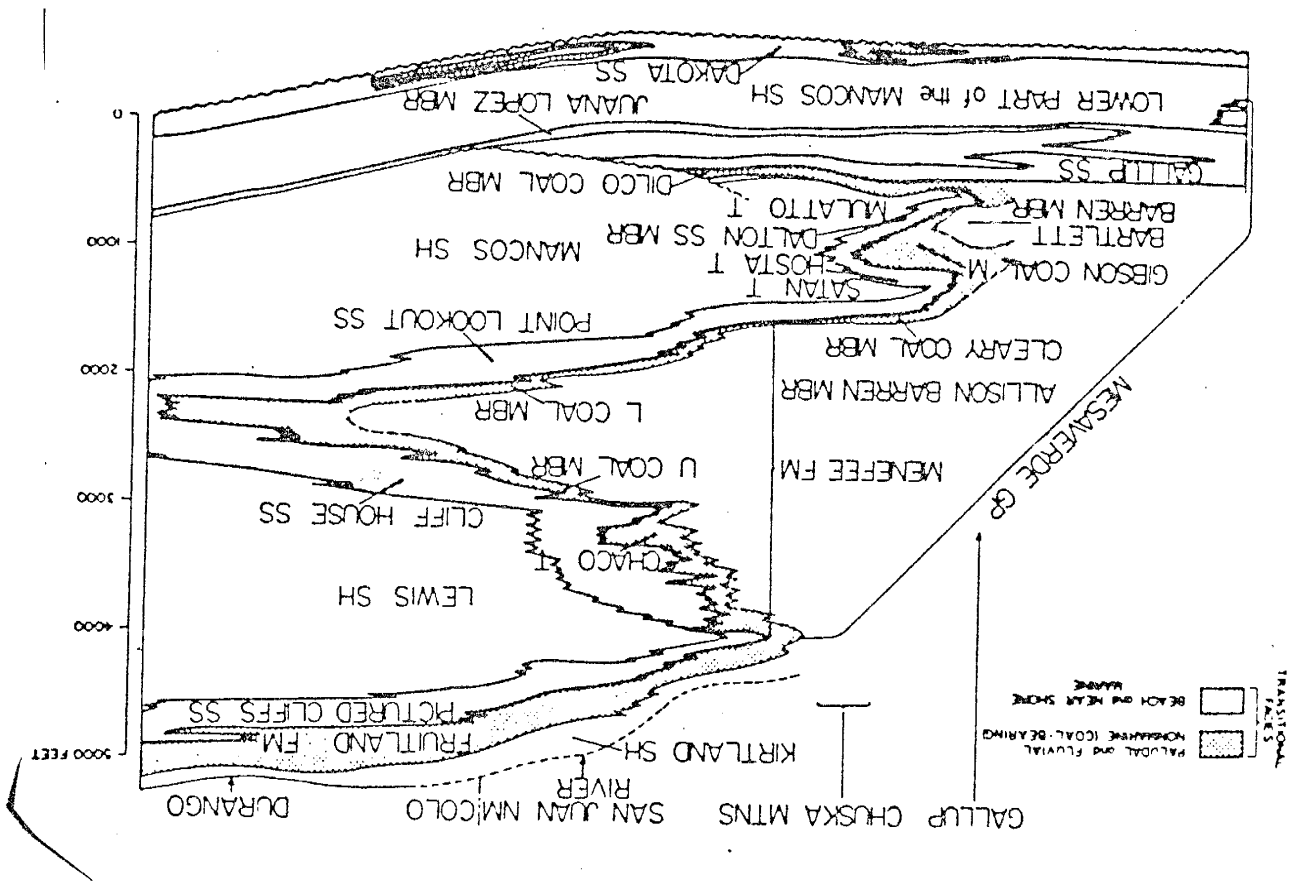 GALLUP CHUSKA MTNS SAN JUAN NM|COLO DURANGO
RIVER
TRANSITIONAL
FACIES
PALUDAL and FLUVIAL
NONMARINE (COAL-BEARING
BEACH and NEAR SHORE
MARINE
KIRTLAND SH
FRUITLAND FM
PICTURED CLIFFS SS
5000 FEET
4000
LEWIS SH
CHACO T
CLIFF HOUSE SS
3000
MESAVERDE GP
MENEFEE FM
U COAL MBR
ALLISON BARREN MBR
L COAL MBR
2000
CLEARY COAL MBR
POINT LOOKOUT SS
SATAN T
GIBSON COAL M
HOSTA T
MANCOS SH
BARTLETT
DALTON SS MBR
1000
BARREN MBR
MULATTO T
DILCO COAL MBR
GALLUP SS
0
LOWER PART of the MANCOS SH
JUANA LOPEZ MBR
DAKOTA SS